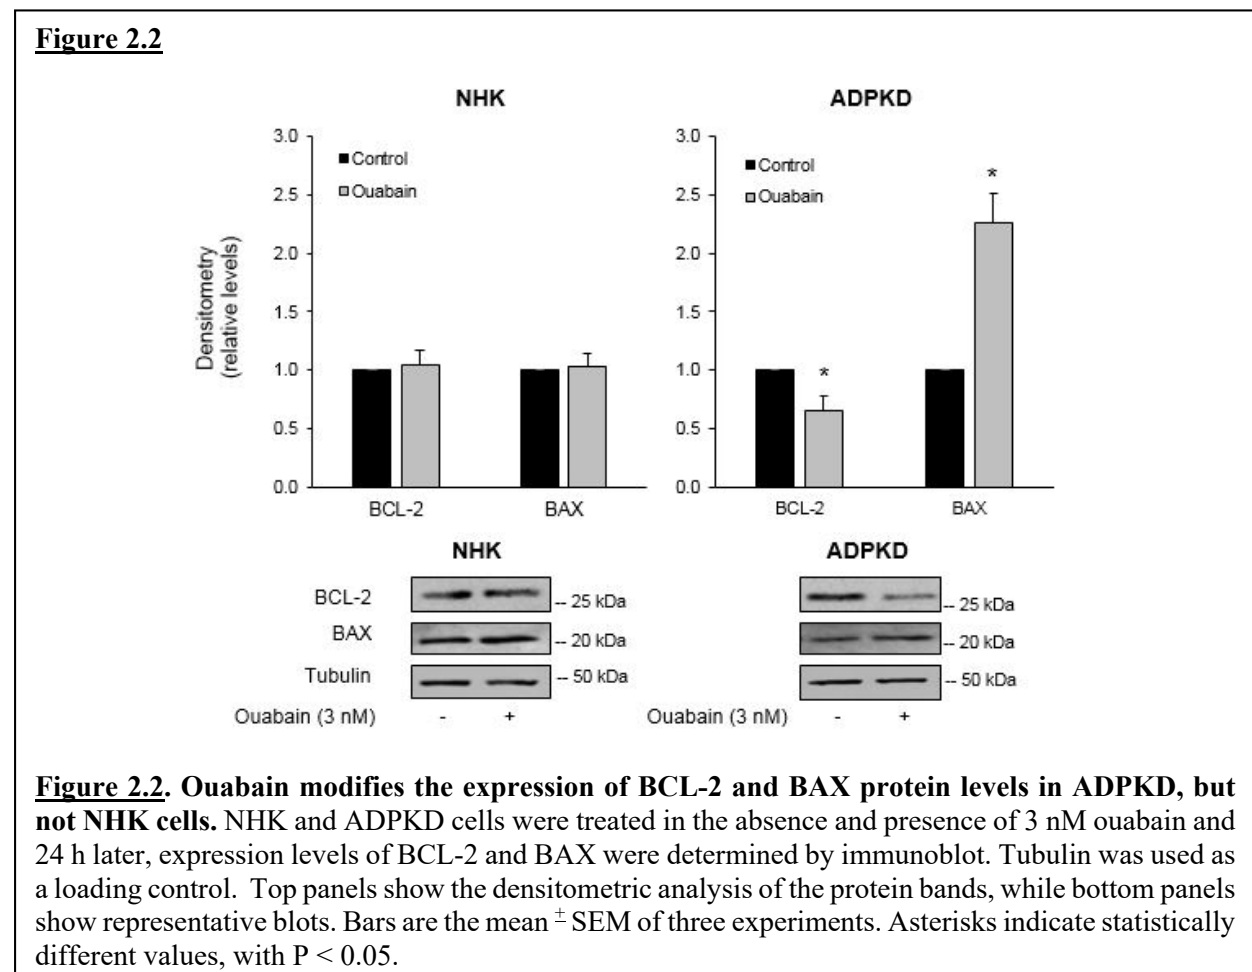 Figure 2.2
NHK
ADPKD
Densitometry
(relative levels)
3.0
2.5
2.0
1.5
1.0
0.5
0.0
Control
Ouabain
BCL-2 BAX
3.0
2.5
2.0
1.5
1.0
0.5
0.0
Control
Ouabain
*
*
BCL-2 BAX
NHK
BCL-2 -- 25 kDa
BAX -- 20 kDa
Tubulin -- 50 kDa
Ouabain (3 nM) - +
ADPKD
-- 25 kDa
-- 20 kDa
-- 50 kDa
Ouabain (3 nM) - +
Figure 2.2. Ouabain modifies the expression of BCL-2 and BAX protein levels in ADPKD, but
not NHK cells. NHK and ADPKD cells were treated in the absence and presence of 3 nM ouabain and
24 h later, expression levels of BCL-2 and BAX were determined by immunoblot. Tubulin was used as
a loading control. Top panels show the densitometric analysis of the protein bands, while bottom panels
show representative blots. Bars are the mean ± SEM of three experiments. Asterisks indicate statistically
different values, with P < 0.05.